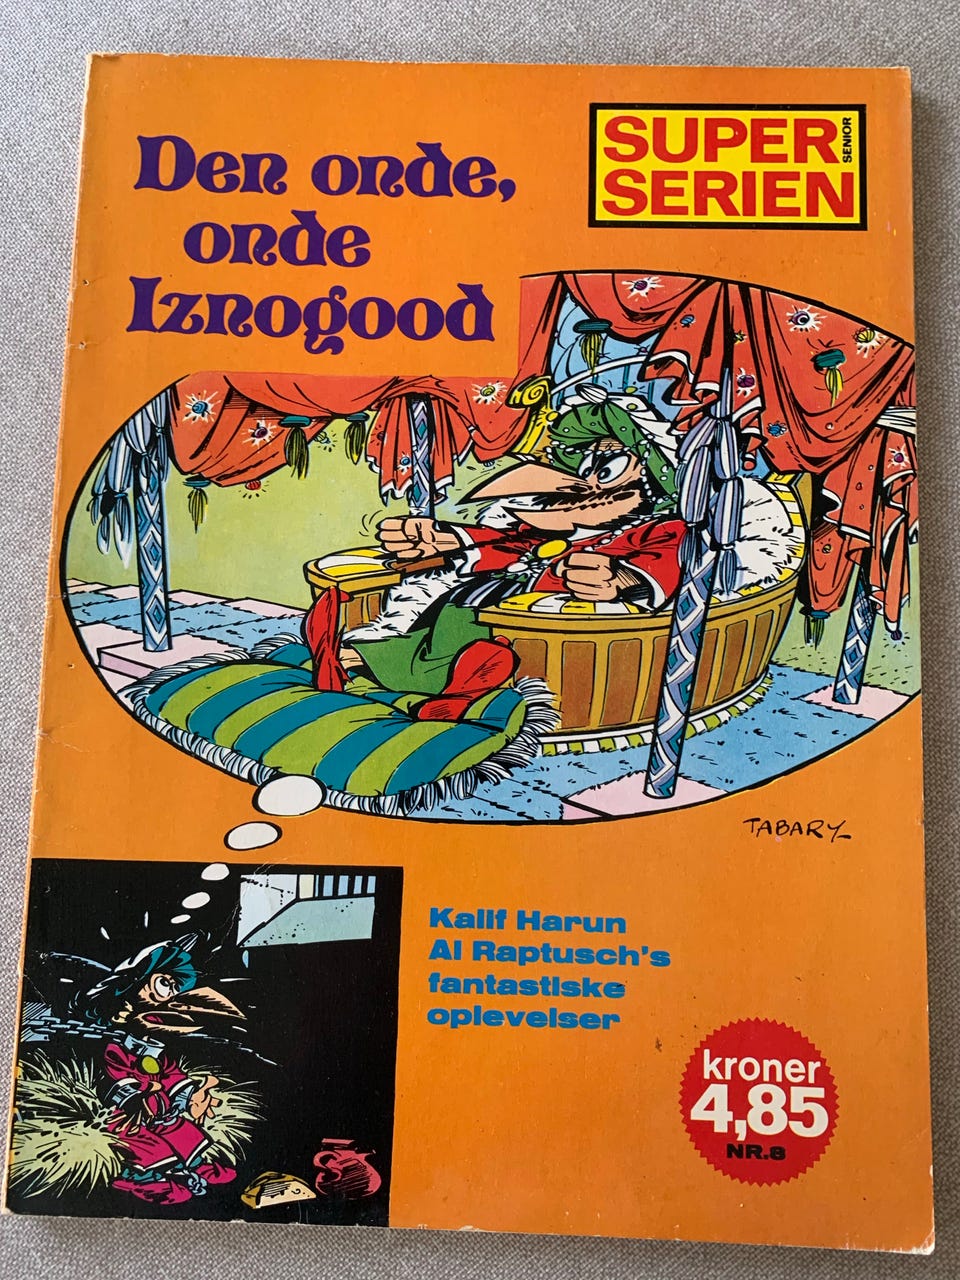 Den onde,
onde
Iznogood
SUPER
SERIEN
SENIOR
TABARY
Kalif Harun
Al Raptusch's
fantastiske
oplevelser
kroner
4,85
NR.8